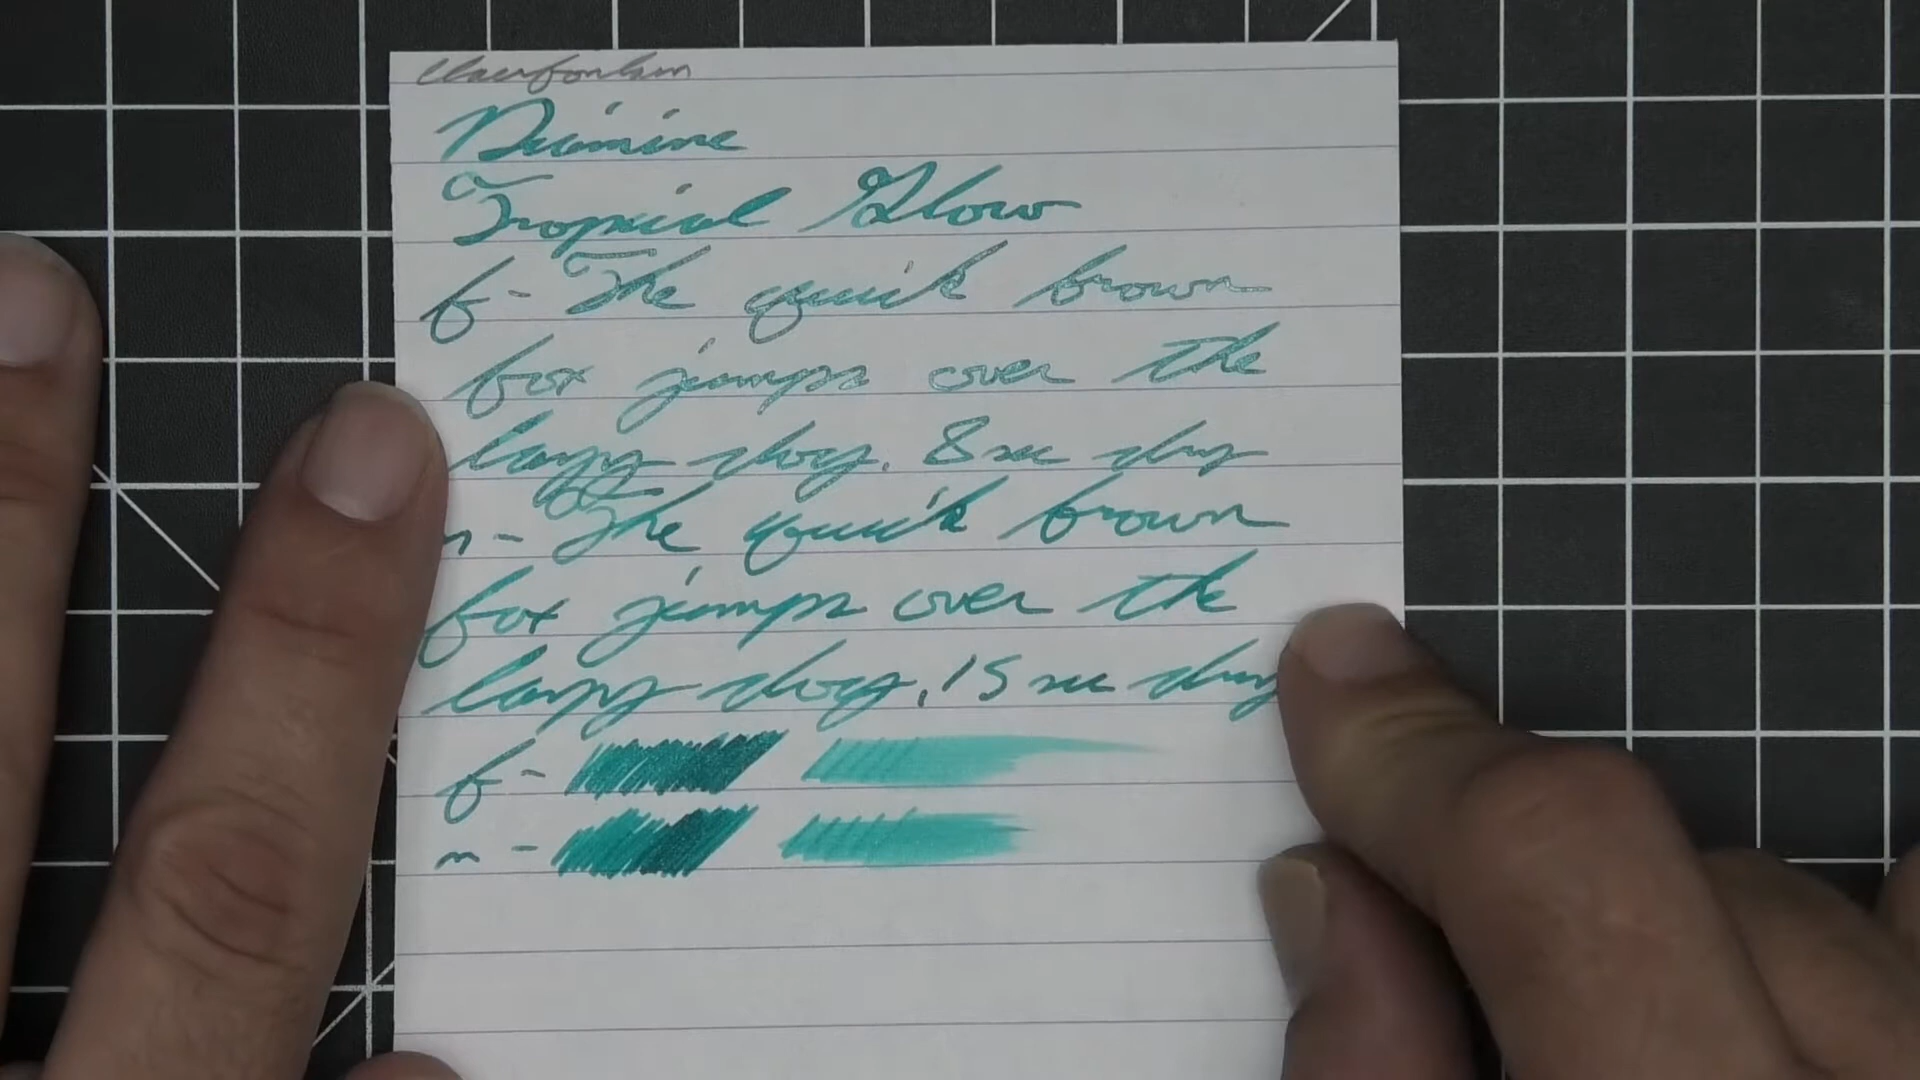 Clairfontain
Diamine
Tropical Glow
f- The quick brown
fox jumps over the
lazy dog. 8 sec dry
m- The quick brown
fox jumps over the
lazy dog. 15 sec dry
f-
m-